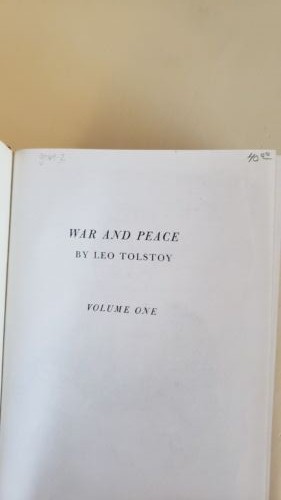 WAR AND PEACE
BY LEO TOLSTOY
VOLUME ONE